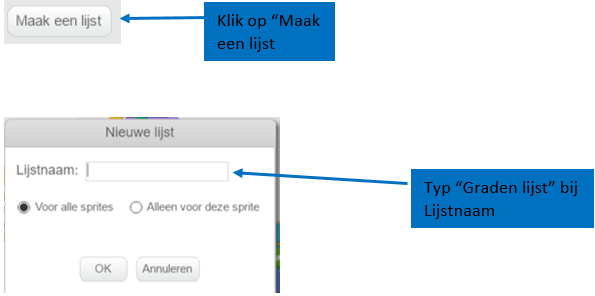 Maak een lijst
Klik op “Maak
een lijst
Nieuwe lijst
Lijstnaam:
Voor alle sprites Alleen voor deze sprite
Typ “Graden lijst” bij
Lijstnaam
OK Annuleren